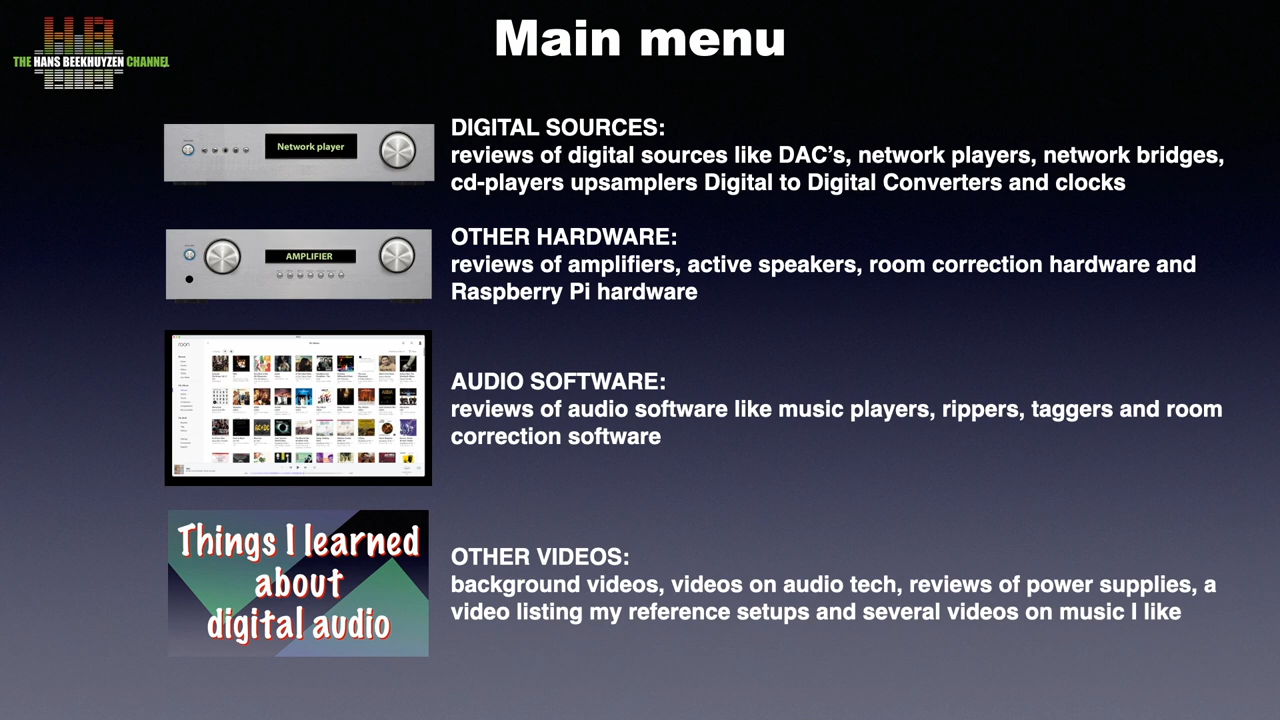 Main menu
THE HANS BEEKHUYZEN CHANNEL
Network player
DIGITAL SOURCES:
reviews of digital sources like DAC's, network players, network bridges,
cd-players upsamplers Digital to Digital Converters and clocks
AMPLIFIER
OTHER HARDWARE:
reviews of amplifiers, active speakers, room correction hardware and
Raspberry Pi hardware
roon
AUDIO SOFTWARE:
reviews of audio software like music players, rippers, taggers and room
correction software
Things I learned
about
digital audio
OTHER VIDEOS:
background videos, videos on audio tech, reviews of power supplies, a
video listing my reference setups and several videos on music I like